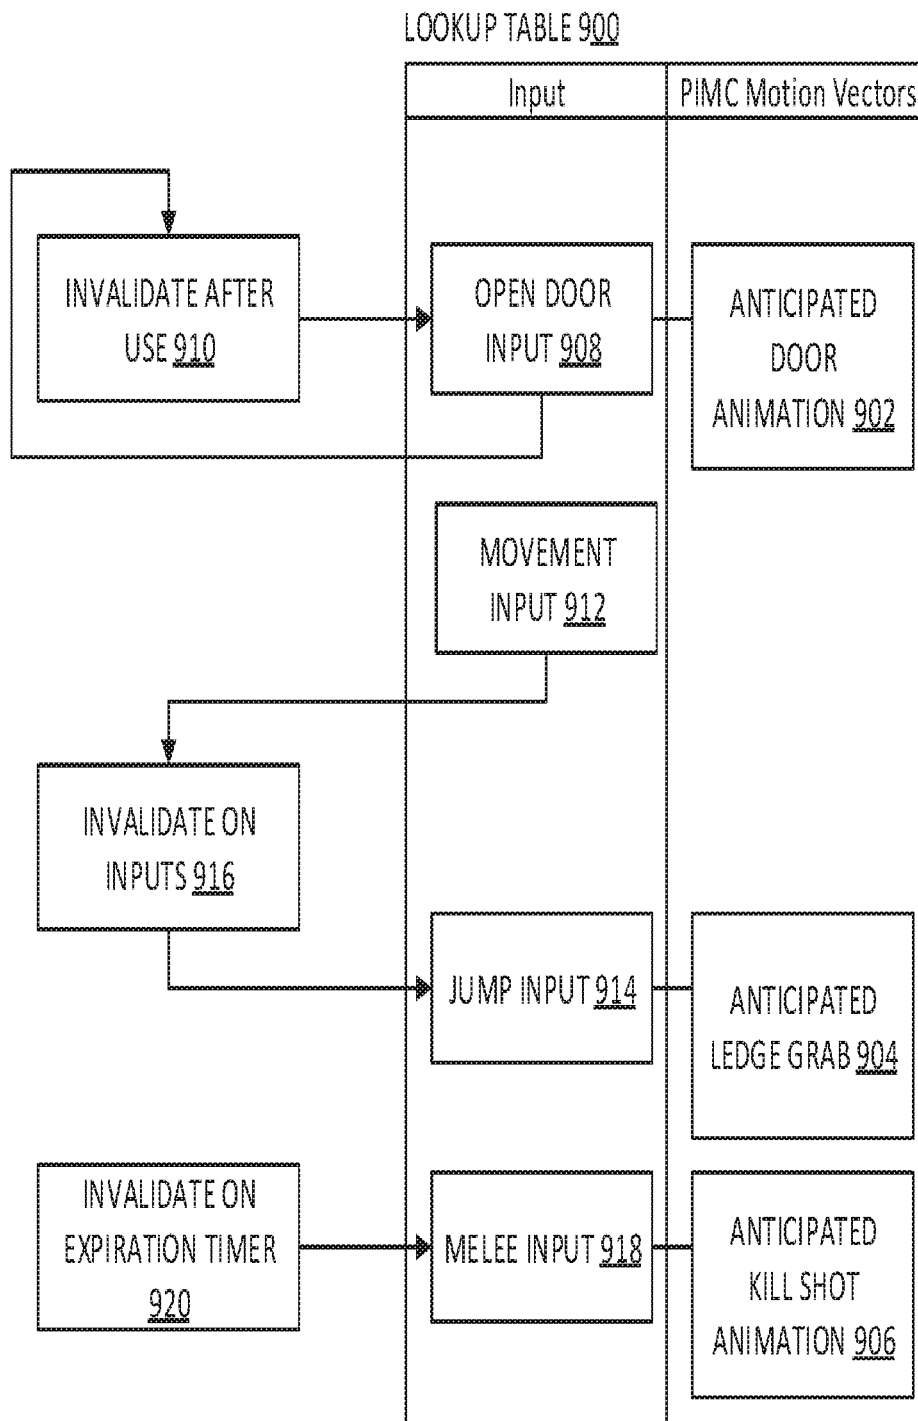 LOOKUP TABLE 900
Input
PIMC Motion Vectors
INVALIDATE AFTER
USE 910
OPEN DOOR
INPUT 908
ANTICIPATED
DOOR
ANIMATION 902
MOVEMENT
INPUT 912
INVALIDATE ON
INPUTS 916
JUMP INPUT 914
ANTICIPATED
LEDGE GRAB 904
INVALIDATE ON
EXPIRATION TIMER
920
MELEE INPUT 918
ANTICIPATED
KILL SHOT
ANIMATION 906